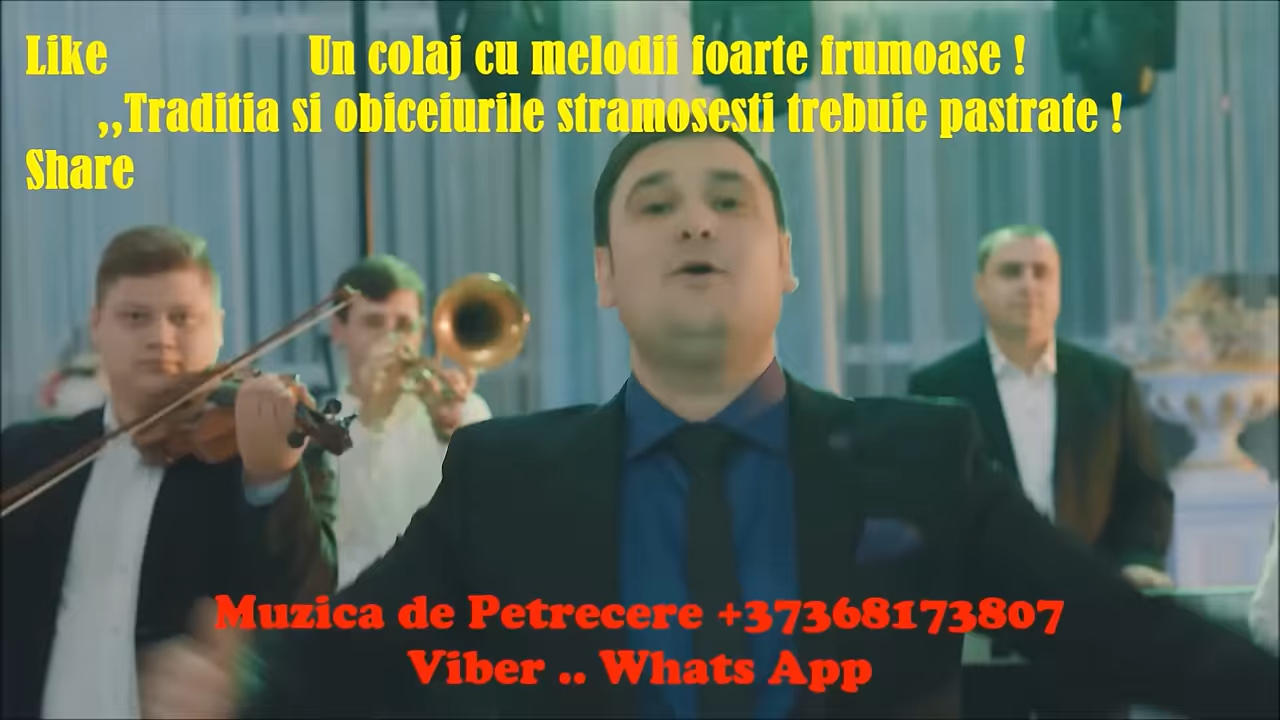 Like Un colaj cu melodii foarte frumoase !
,,Traditia si obiceiurile stramosesti trebuie pastrate !
Share
Muzica de Petrecere +37368173807
Viber .. Whats App